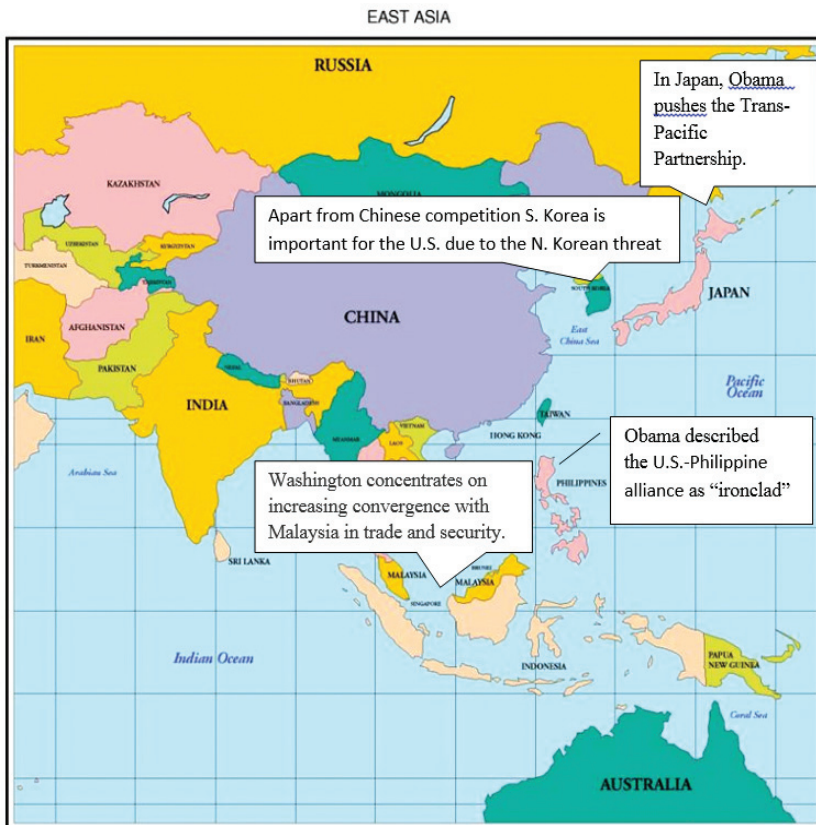 EAST ASIA
RUSSIA
In Japan, Obama
pushes the Trans-
Pacific
Partnership.
KAZAKHSTAN
MONGOLIA
Apart from Chinese competition S. Korea is
important for the U.S. due to the N. Korean threat
UZBEKISTAN
KYRGYZSTAN
TURKMENISTAN
TAJIKISTAN
SOUTH KOREA
JAPAN
AFGHANISTAN
CHINA
IRAN
East
China Sea
PAKISTAN
NEPAL
BHUTAN
Pacific
Ocean
INDIA
BANGLADESH
TAIWAN
MYANMAR
LAOS
VIETNAM
HONG KONG
Arabian Sea
Obama described
the U.S.-Philippine
alliance as “ironclad”
PHILIPPINES
Washington concentrates on
increasing convergence with
Malaysia in trade and security.
SRI LANKA
BRUNEI
MALAYSIA
MALAYSIA
SINGAPORE
Indian Ocean
INDONESIA
PAPUA
NEW GUINEA
Coral Sea
AUSTRALIA